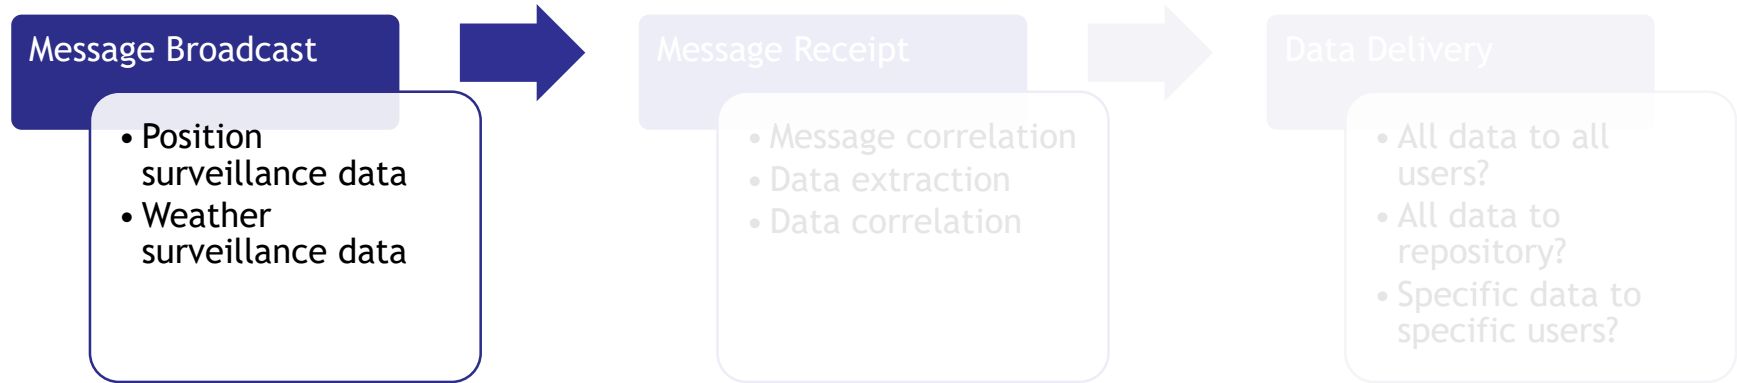 Message Broadcast
• Position
surveillance data
• Weather
surveillance data
Message Receipt
• Message correlation
• Data extraction
• Data correlation
Data Delivery
• All data to all
users?
• All data to
repository?
• Specific data to
specific users?